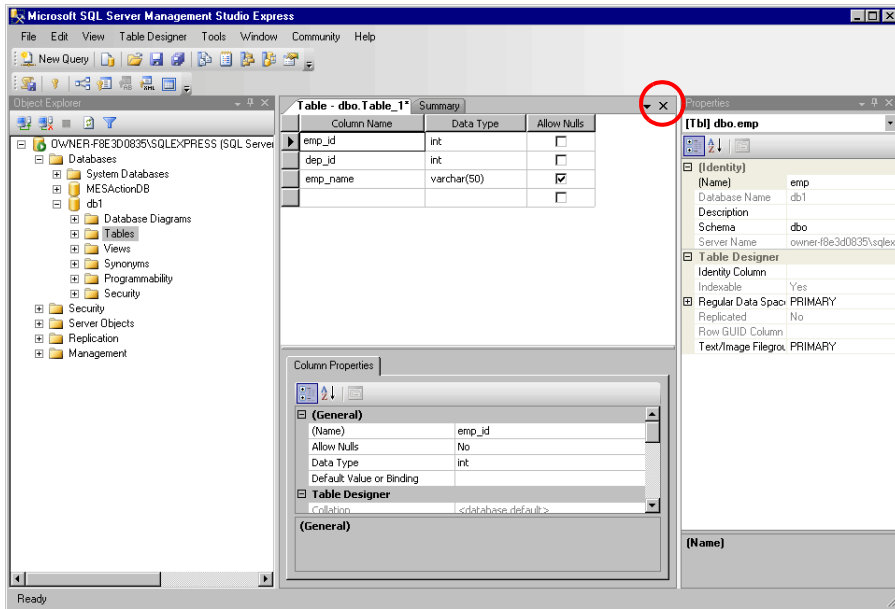 Microsoft SQL Server Management Studio Express
File Edit View Table Designer Tools Window Community Help
New Query
Object Explorer
OWNER-F8E3D0835\SQLEXPRESS (SQL Server
Databases
System Databases
MESActionDB
db1
Database Diagrams
Tables
Views
Synonyms
Programmability
Security
Security
Server Objects
Replication
Management
Table - dbo.Table_1* Summary
Column Name Data Type Allow Nulls
emp_id int
dep_id int
emp_name varchar(50)
Column Properties
(General)
(Name) emp_id
Allow Nulls No
Data Type int
Default Value or Binding
Table Designer
Collation <database default>
(General)
Properties
[Tbl] dbo.emp
(Identity)
(Name) emp
Database Name db1
Description
Schema dbo
Server Name owner-f8e3d0835\sqlex
Table Designer
Identity Column
Indexable Yes
Regular Data Spac PRIMARY
Replicated No
Row GUID Column
Text/Image Filegrou PRIMARY
(Name)
Ready